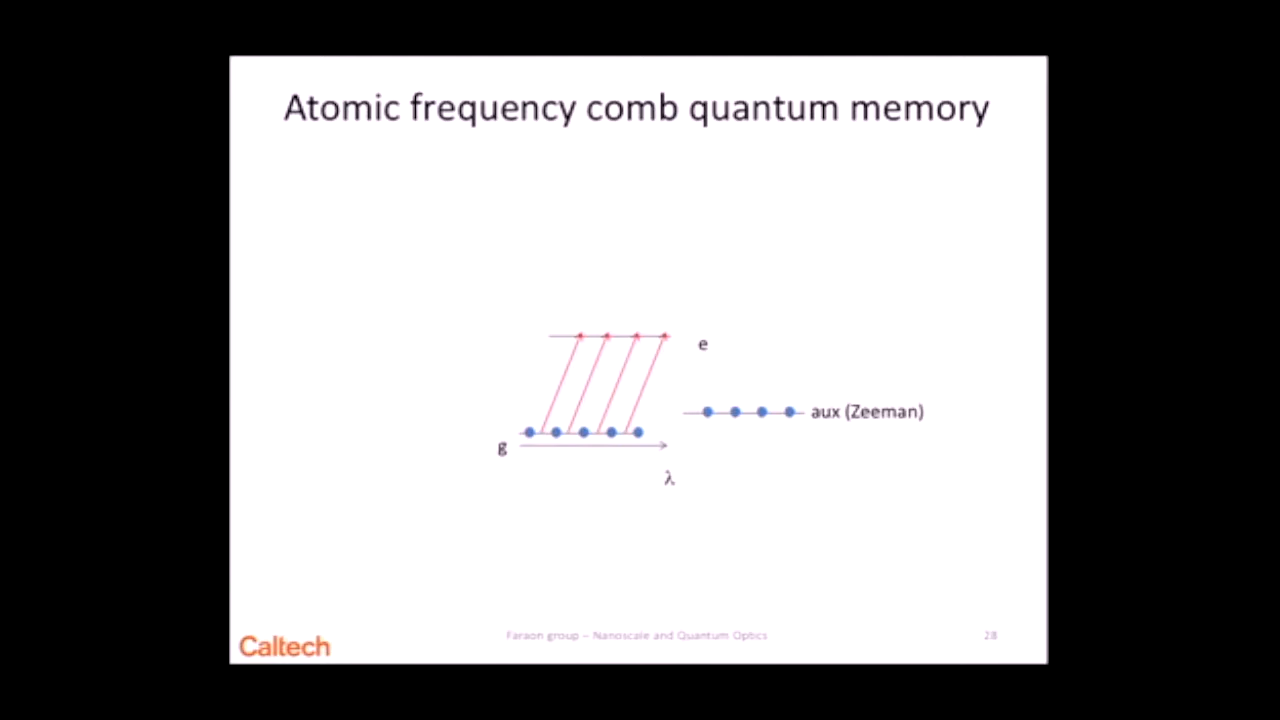 Atomic frequency comb quantum memory
e
aux (Zeeman)
g
λ
Caltech
Faraon group – Nanoscale and Quantum Optics
28